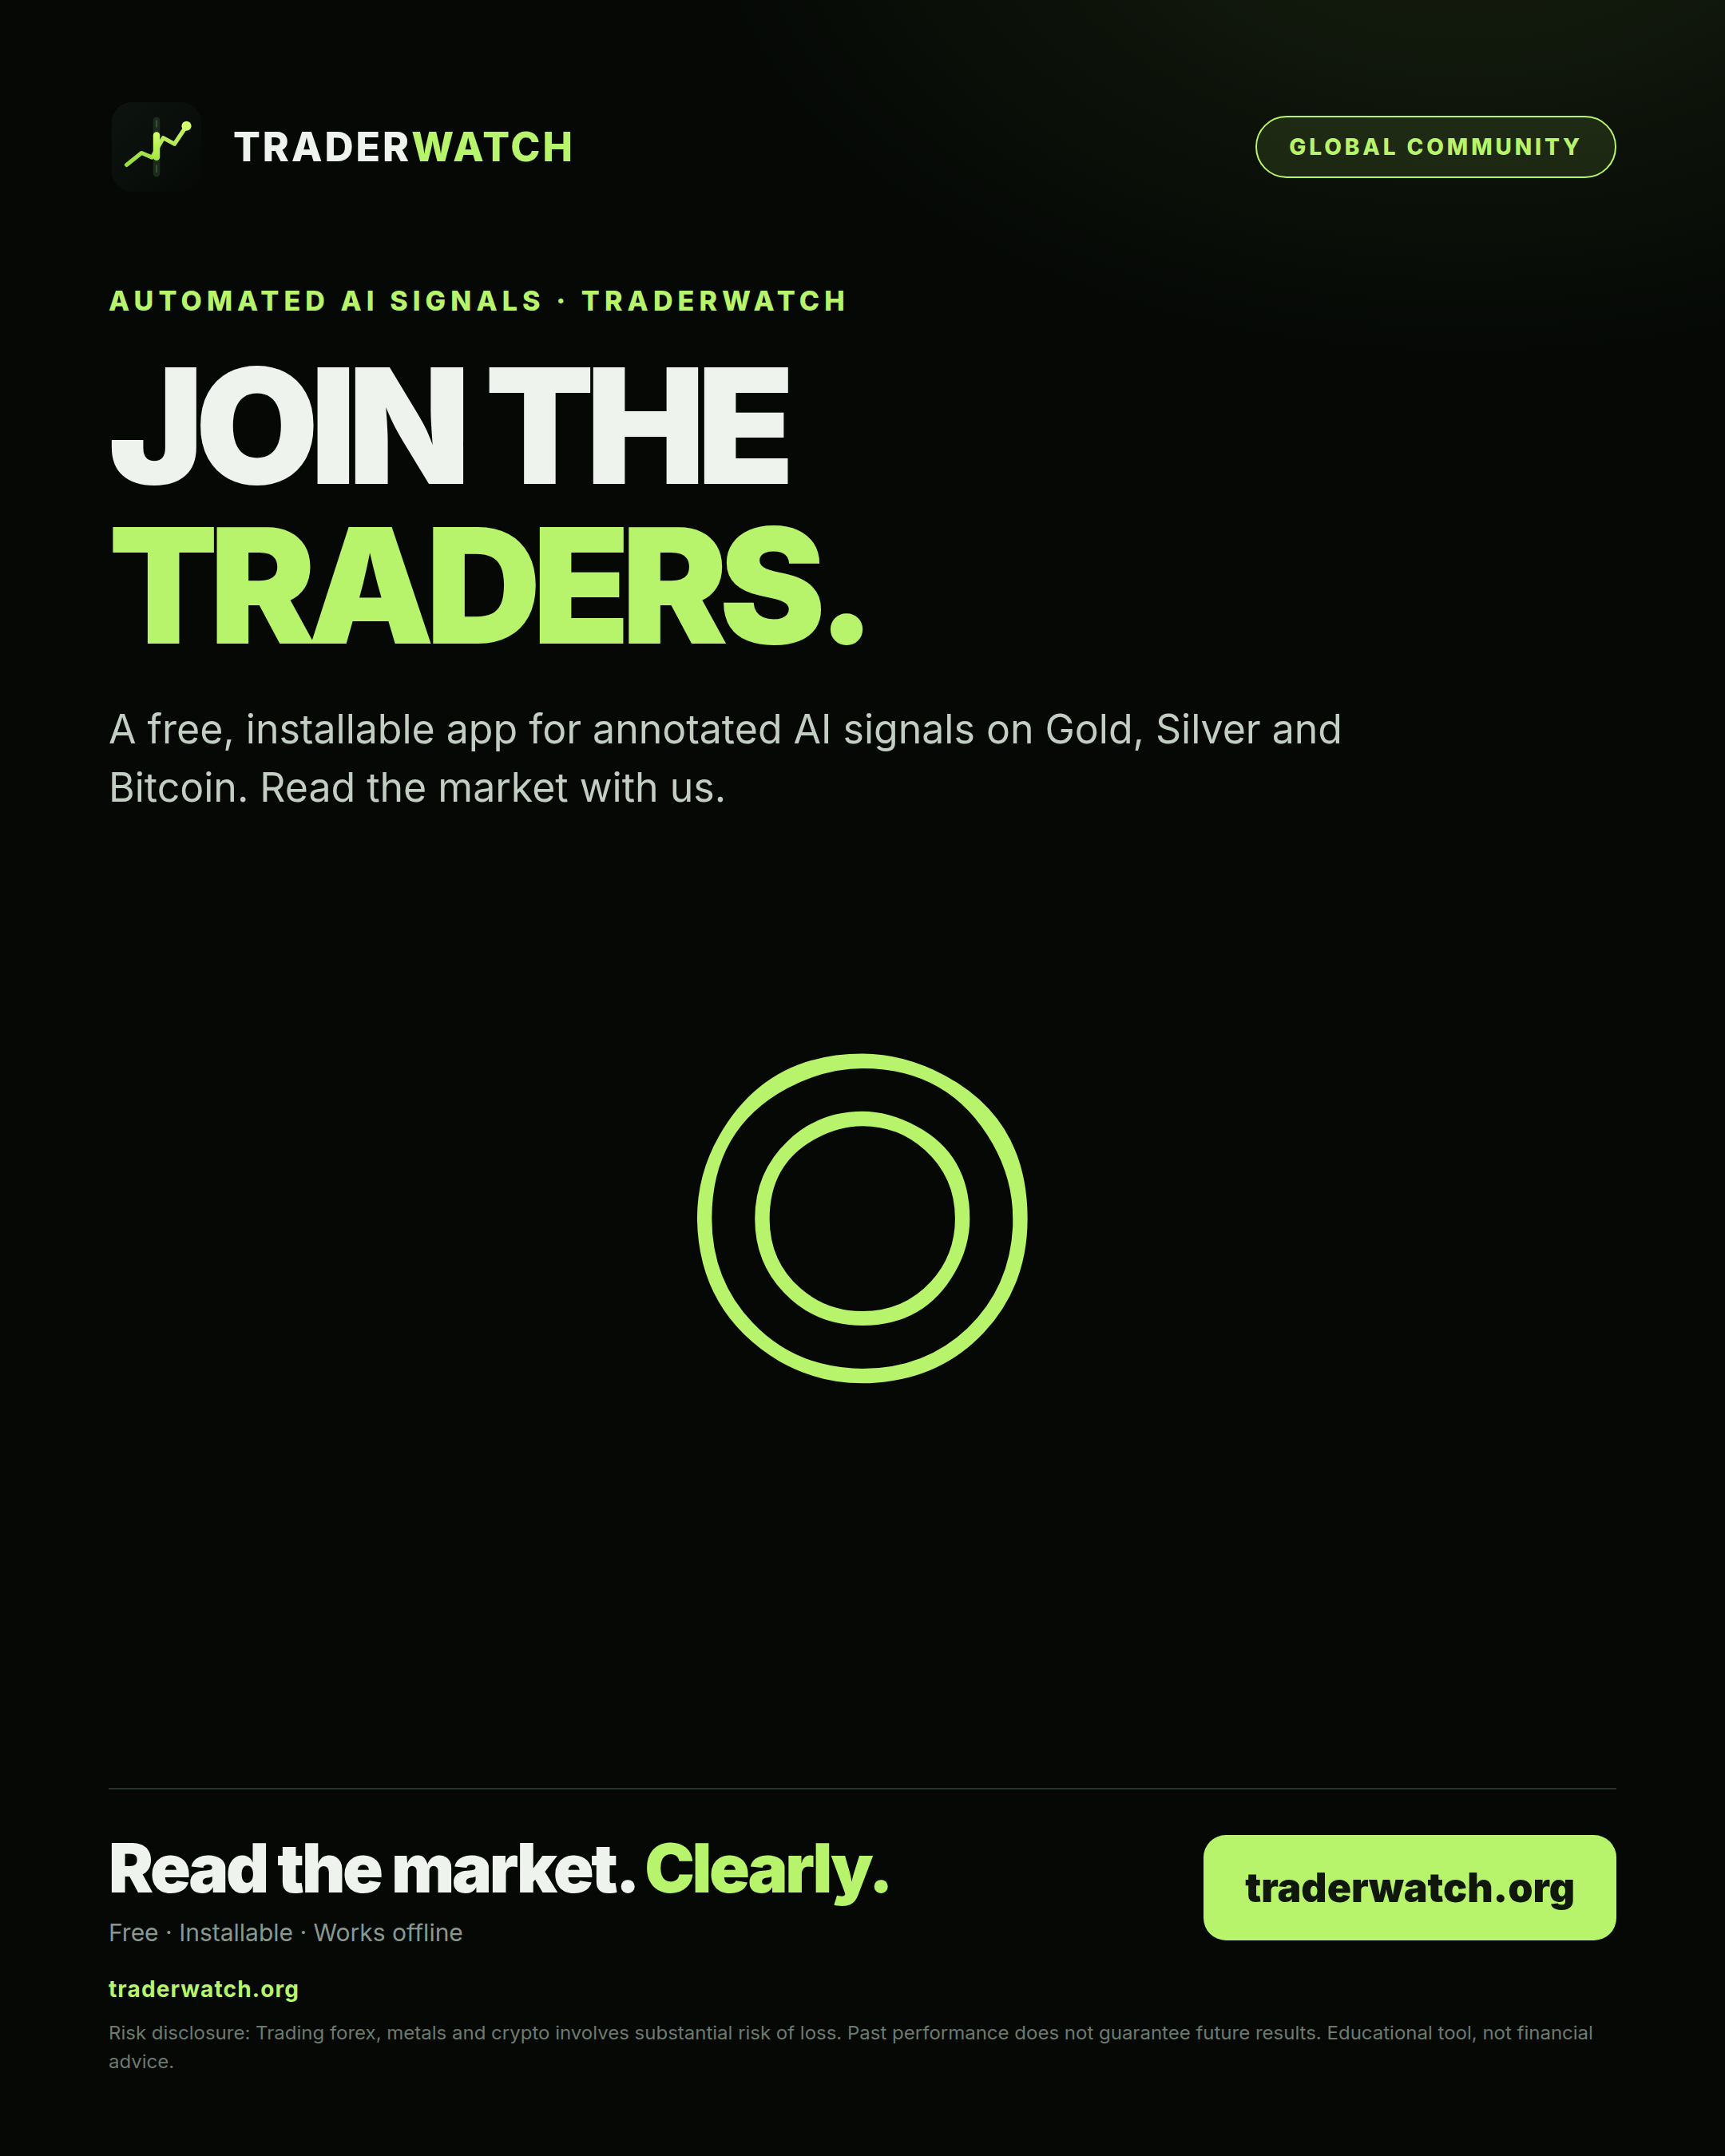 TRADERWATCH
GLOBAL COMMUNITY
AUTOMATED AI SIGNALS · TRADERWATCH
JOIN THE
TRADERS.
A free, installable app for annotated AI signals on Gold, Silver and
Bitcoin. Read the market with us.
Read the market. Clearly.
Free · Installable · Works offline
traderwatch.org
traderwatch.org
Risk disclosure: Trading forex, metals and crypto involves substantial risk of loss. Past performance does not guarantee future results. Educational tool, not financial
advice.